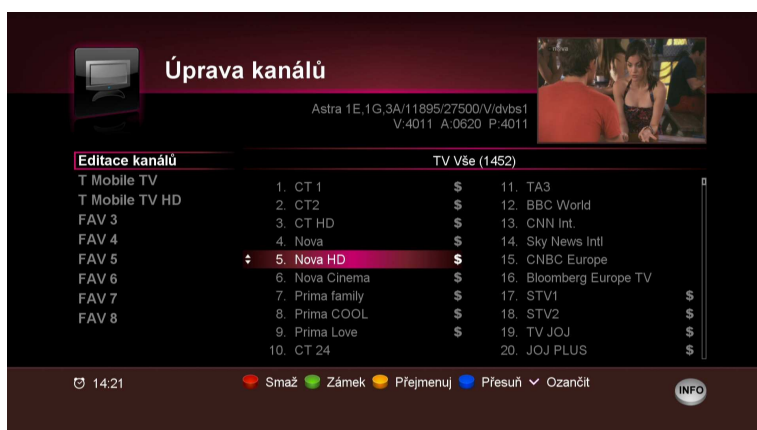 Úprava kanálů
nova
Astra 1E,1G,3A/11895/27500/V/dvbs1
V:4011 A:0620 P:4011
Editace kanálů
T Mobile TV
T Mobile TV HD
FAV 3
FAV 4
FAV 5
FAV 6
FAV 7
FAV 8
TV Vše (1452)
1. CT 1 $
2. CT2 $
3. CT HD $
4. Nova $
5. Nova HD $
6. Nova Cinema $
7. Prima family $
8. Prima COOL $
9. Prima Love $
10. CT 24
11. TA3
12. BBC World
13. CNN Int.
14. Sky News Intl
15. CNBC Europe
16. Bloomberg Europe TV
17. STV1 $
18. STV2 $
19. TV JOJ $
20. JOJ PLUS $
14:21
Smaž Zámek Přejmenuj Přesuň Ozančit
INFO